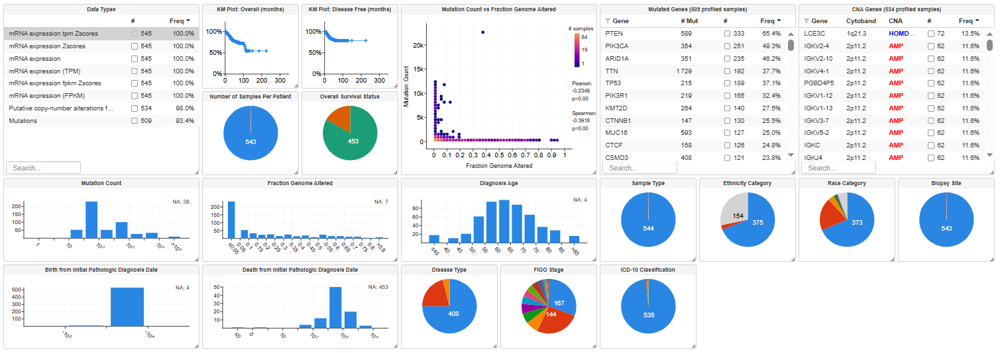 Data Types
# Freq
mRNA expression tpm Zscores 545 100.0%
mRNA expression Zscores 545 100.0%
mRNA expression 545 100.0%
mRNA expression (TPM) 545 100.0%
mRNA expression fpkm Zscores 545 100.0%
mRNA expression (FPKM) 545 100.0%
Putative copy-number alterations f... 534 98.0%
Mutations 509 93.4%
Search...
KM Plot: Overall (months)
100%
50%
0%
0 100 200 300
KM Plot: Disease Free (months)
100%
50%
0%
0 100 200 300
Number of Samples Per Patient
543
Overall Survival Status
453
Mutation Count vs Fraction Genome Altered
Mutation Count
20k
15k
10k
5k
0
0 0.1 0.2 0.3 0.4 0.5 0.6 0.7 0.8 0.9 1
Fraction Genome Altered
# samples
84
19
1
Pearson:
-0.2349
p=0.00
Spearman:
-0.3918
p=0.00
Mutated Genes (509 profiled samples)
Gene # Mut # Freq
PTEN 589 333 65.4%
PIK3CA 354 251 49.3%
ARID1A 351 235 46.2%
TTN 1 729 192 37.7%
TP53 215 189 37.1%
PIK3R1 219 165 32.4%
KMT2D 264 140 27.5%
CTNNB1 147 130 25.5%
MUC16 593 127 25.0%
CTCF 158 126 24.8%
CSMD3 408 121 23.8%
Search...
CNA Genes (534 profiled samples)
Gene Cytoband CNA # Freq
LCE3C 1q21.3 HOMD... 72 13.5%
IGKV2-4 2p11.2 AMP 62 11.6%
IGKV2-10 2p11.2 AMP 62 11.6%
IGKV4-1 2p11.2 AMP 62 11.6%
PGBD4P5 2p11.2 AMP 62 11.6%
IGKV1-12 2p11.2 AMP 62 11.6%
IGKV1-13 2p11.2 AMP 62 11.6%
IGKV3-7 2p11.2 AMP 62 11.6%
IGKV5-2 2p11.2 AMP 62 11.6%
IGKC 2p11.2 AMP 62 11.6%
IGKJ4 2p11.2 AMP 62 11.6%
Search...
Mutation Count
NA: 36
200
150
100
50
1 10 10² 10³ 10⁴ >10⁴
Fraction Genome Altered
NA: 7
200
150
100
50
≤0.05 0.05 0.1 0.15 0.2 0.25 0.3 0.35 0.4 0.45 0.5 0.55 0.6 0.65 0.7 0.75 0.8 >0.8
Diagnosis Age
NA: 4
80
60
40
20
≤40 40 45 50 55 60 65 70 75 80 85 >85
Sample Type
544
Ethnicity Category
154
375
Race Category
373
Biopsy Site
543
Birth from Initial Pathologic Diagnosis Date
NA: 4
500
400
300
200
100
-10⁵ -10⁴
Death from Initial Pathologic Diagnosis Date
NA: 453
50
40
30
20
10
≤0 0 10 10² 10³ 10⁴
Disease Type
408
FIGO Stage
167
144
ICD-10 Classification
535